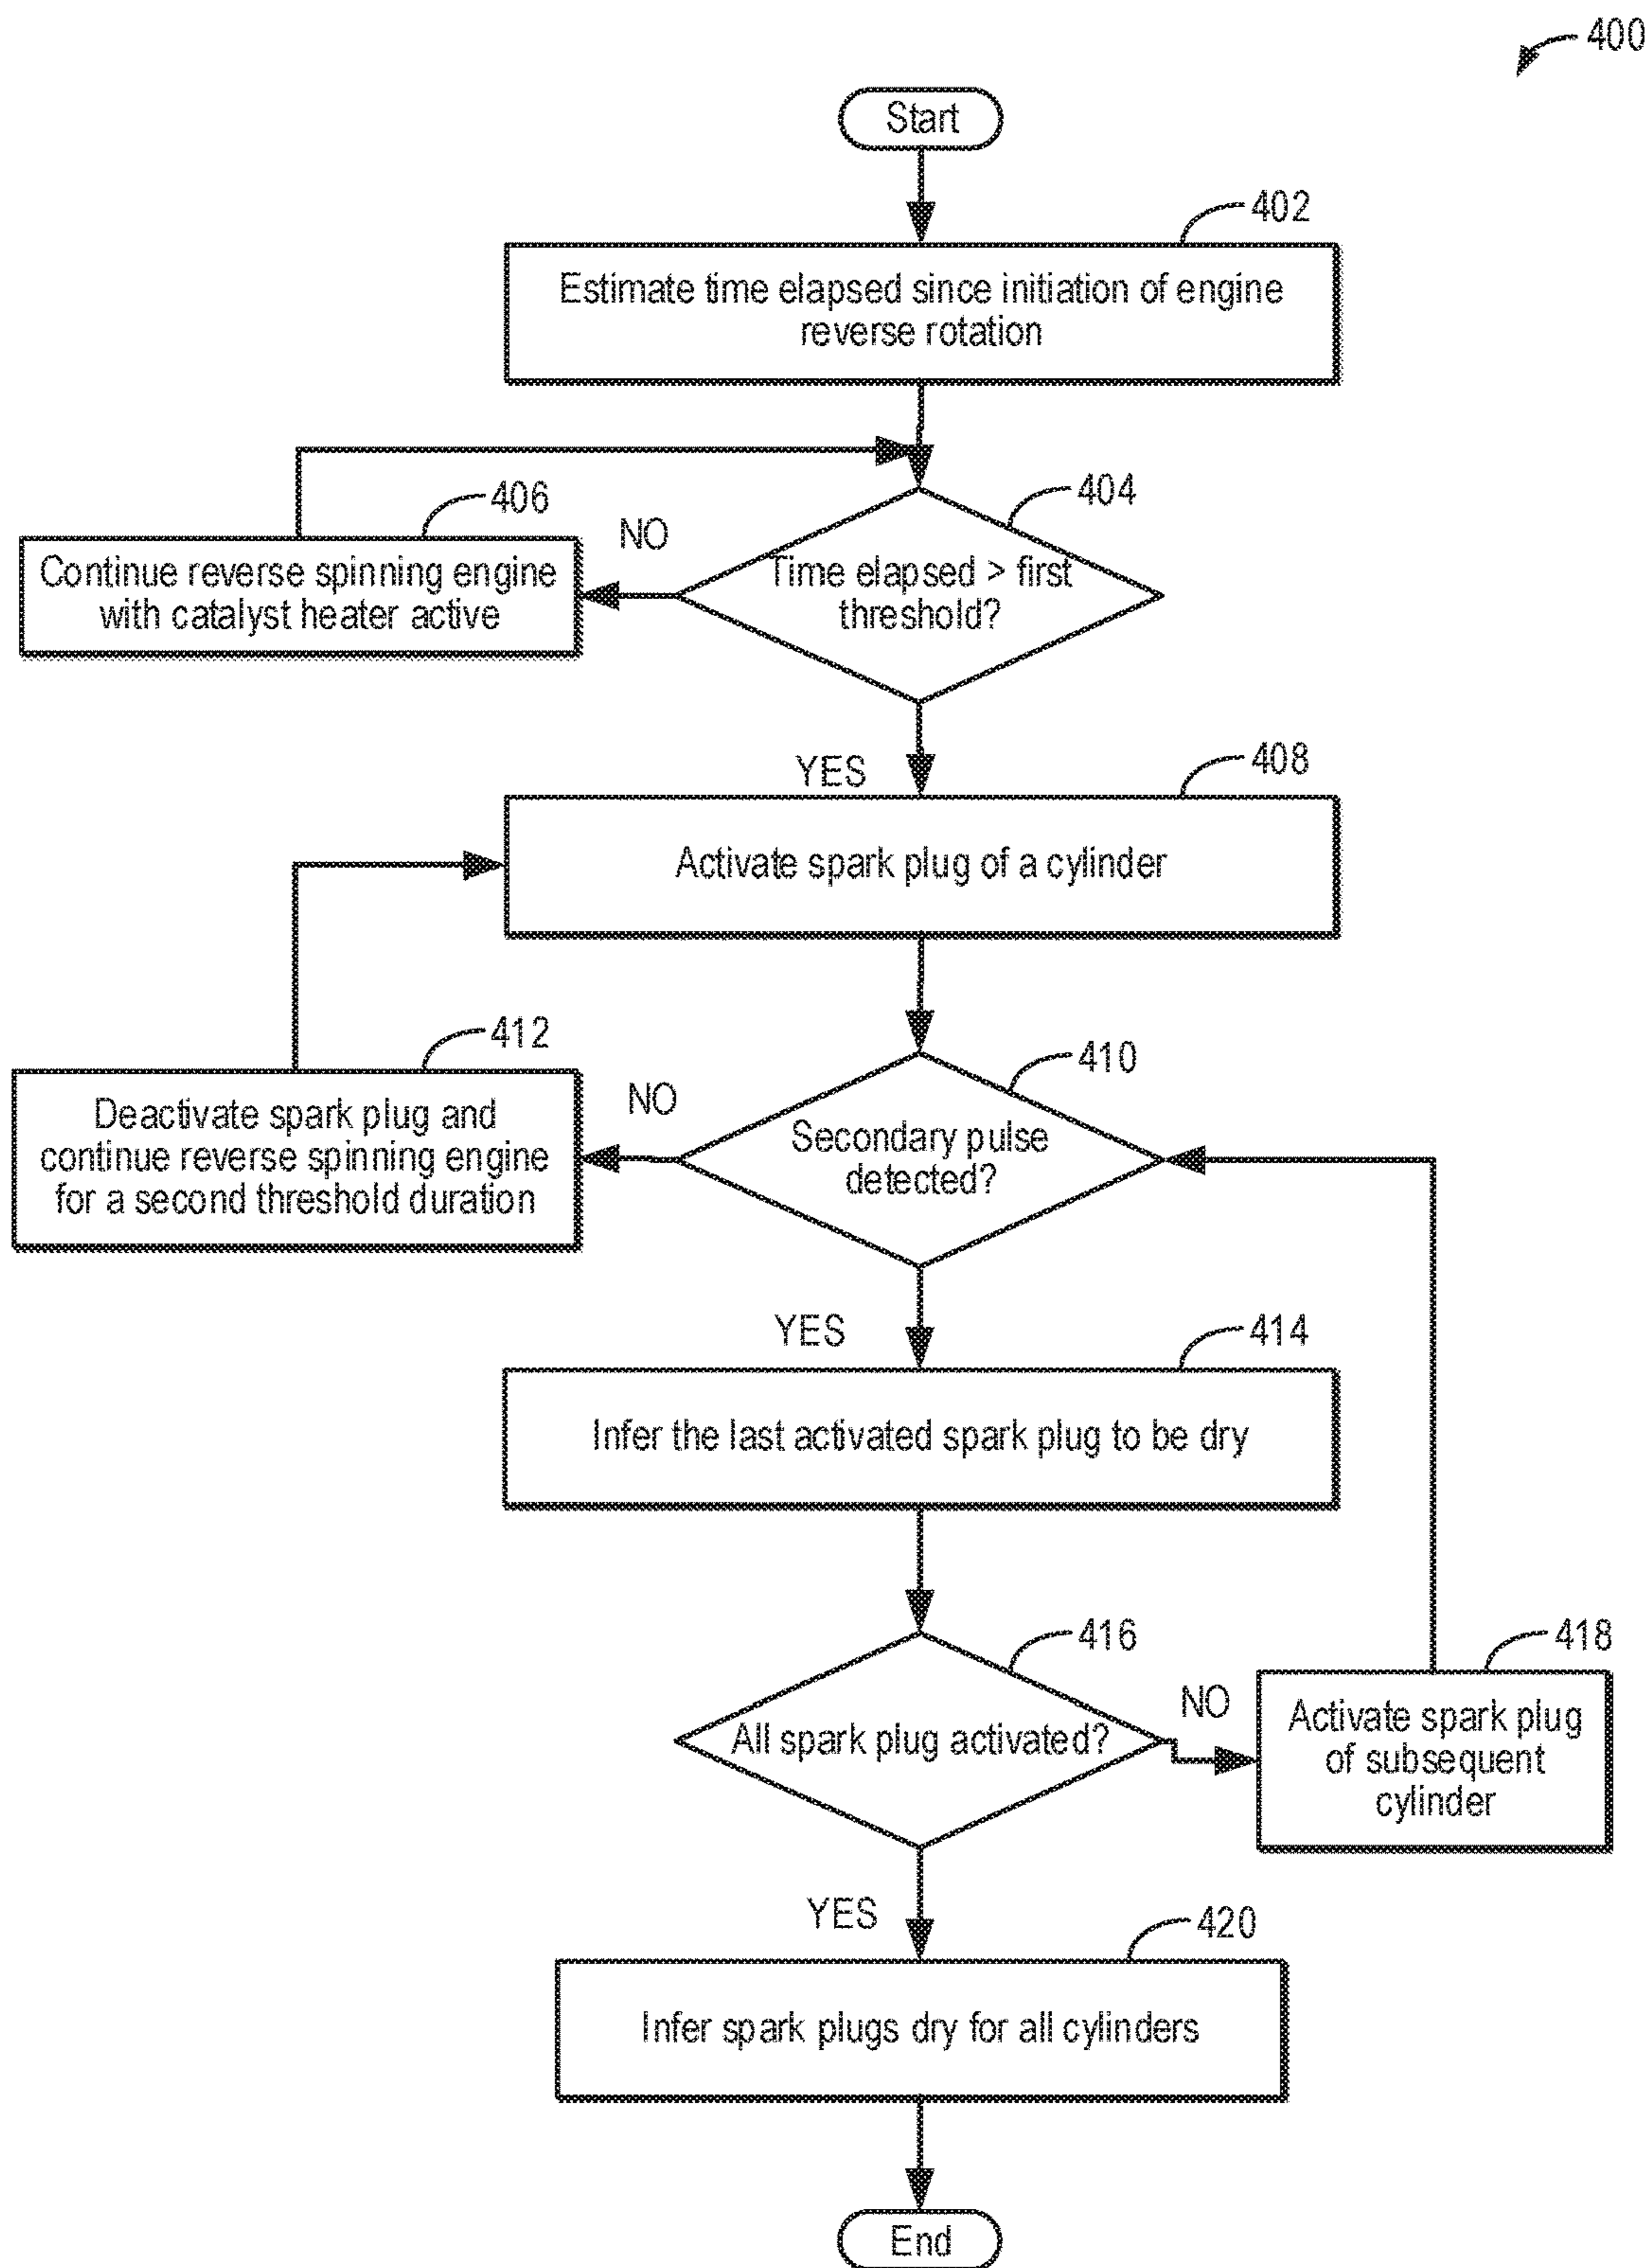 400
Start
402
Estimate time elapsed since initiation of engine
reverse rotation
404
Time elapsed > first
threshold?
NO
406
Continue reverse spinning engine
with catalyst heater active
YES
408
Activate spark plug of a cylinder
410
Secondary pulse
detected?
NO
412
Deactivate spark plug and
continue reverse spinning engine
for a second threshold duration
YES
414
Infer the last activated spark plug to be dry
416
All spark plug activated?
NO
418
Activate spark plug
of subsequent
cylinder
YES
420
Infer spark plugs dry for all cylinders
End